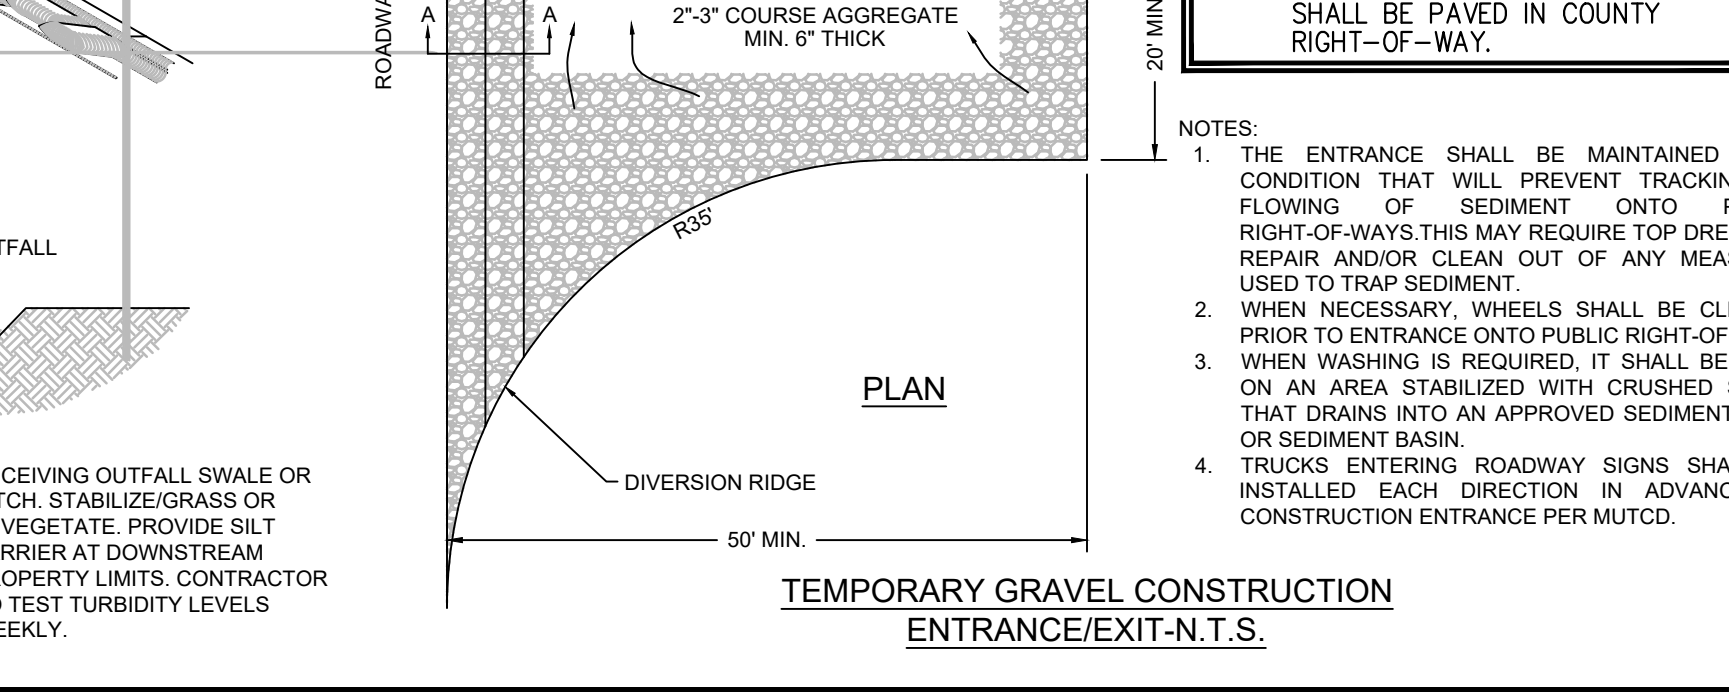 ROADWA
A
A
2"-3" COURSE AGGREGATE
MIN. 6" THICK
20' MIN
SHALL BE PAVED IN COUNTY
RIGHT-OF-WAY.
TFALL
R35'
PLAN
DIVERSION RIDGE
50' MIN.
TEMPORARY GRAVEL CONSTRUCTION
ENTRANCE/EXIT-N.T.S.
CEIVING OUTFALL SWALE OR
TCH. STABILIZE/GRASS OR
VEGETATE. PROVIDE SILT
RRIER AT DOWNSTREAM
ROPERTY LIMITS. CONTRACTOR
O TEST TURBIDITY LEVELS
EEKLY.
NOTES:
1. THE ENTRANCE SHALL BE MAINTAINED
CONDITION THAT WILL PREVENT TRACKIN
FLOWING OF SEDIMENT ONTO P
RIGHT-OF-WAYS.THIS MAY REQUIRE TOP DRE
REPAIR AND/OR CLEAN OUT OF ANY MEAS
USED TO TRAP SEDIMENT.
2. WHEN NECESSARY, WHEELS SHALL BE CLE
PRIOR TO ENTRANCE ONTO PUBLIC RIGHT-OF
3. WHEN WASHING IS REQUIRED, IT SHALL BE
ON AN AREA STABILIZED WITH CRUSHED S
THAT DRAINS INTO AN APPROVED SEDIMENT
OR SEDIMENT BASIN.
4. TRUCKS ENTERING ROADWAY SIGNS SHA
INSTALLED EACH DIRECTION IN ADVANC
CONSTRUCTION ENTRANCE PER MUTCD.